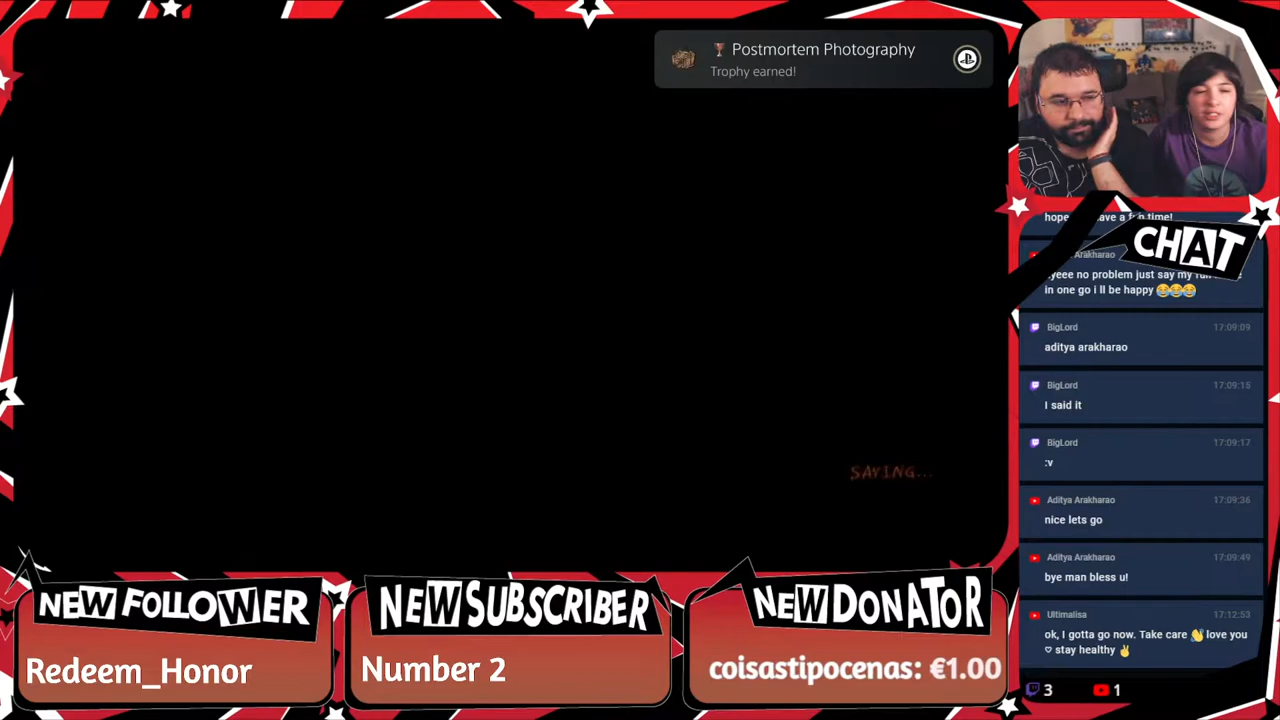 Postmortem Photography
Trophy earned!
SAVING...
CHAT
Arakharao
no problem just say my
in one go i ll be happy 😂😂😂
BigLord 17:09:09
aditya arakharao
BigLord 17:09:15
I said it
BigLord 17:09:17
:v
Aditya Arakharao 17:09:36
nice lets go
Aditya Arakharao 17:09:49
bye man bless u!
Ultimalisa 17:12:53
ok, I gotta go now. Take care 👋 love you
♡ stay healthy ✌
3 1
NEW FOLLOWER
Redeem_Honor
NEW SUBSCRIBER
Number 2
NEW DONATOR
coisastipocenas: €1.00